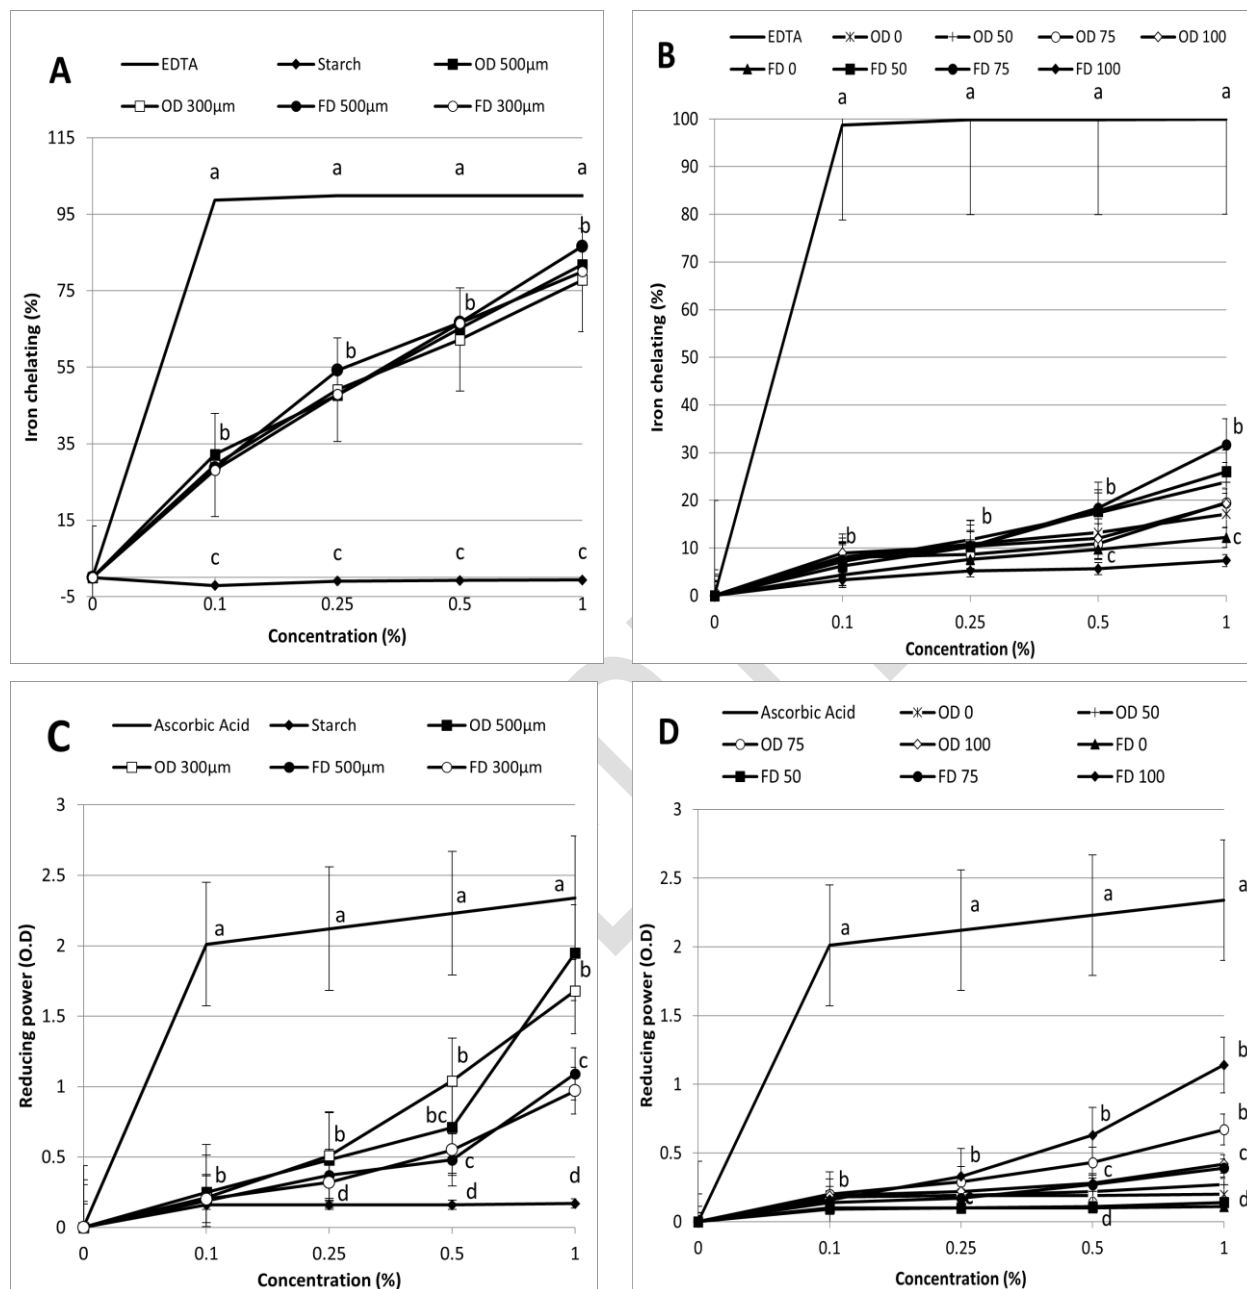 A
EDTA Starch OD 500µm
OD 300µm FD 500µm FD 300µm
115
95
75
55
35
15
-5
Iron chelating (%)
a a a a
b b b b
c c c c
0 0.1 0.25 0.5 1
Concentration (%)
B
EDTA OD 0 OD 50 OD 75 OD 100
FD 0 FD 50 FD 75 FD 100
100
90
80
70
60
50
40
30
20
10
0
Iron chelating (%)
a a a a
b b b b
c c
0 0.1 0.25 0.5 1
Concentration (%)
C
Ascorbic Acid Starch OD 500µm
OD 300µm FD 500µm FD 300µm
3
2.5
2
1.5
1
0.5
0
Reducing power (O.D)
a a a a
b b b b
bc c c
d d d
0 0.1 0.25 0.5 1
Concentration (%)
D
Ascorbic Acid OD 0 OD 50
OD 75 OD 100 FD 0
FD 50 FD 75 FD 100
3
2.5
2
1.5
1
0.5
0
Reducing power (O.D)
a a a a
b b b b
b
c c c
d d
0 0.1 0.25 0.5 1
Concentration (%)